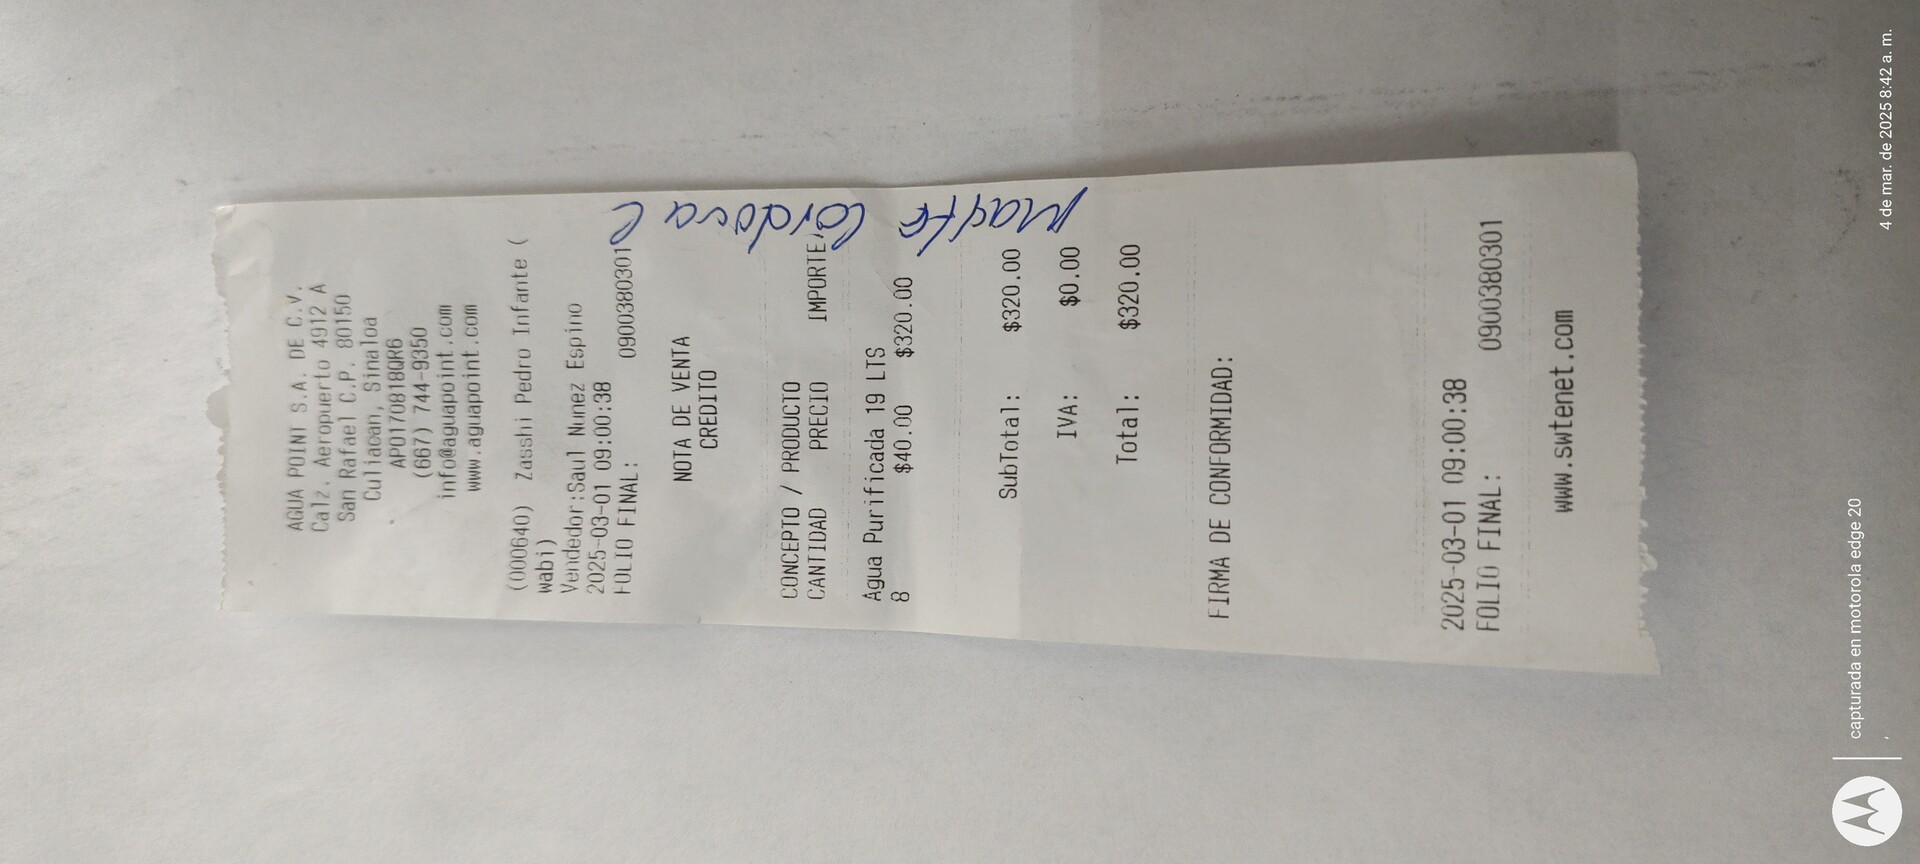 AGUA POINT S.A. DE C.V.
Calz. Aeropuerto 4912 A
San Rafael C.P. 80150
Culiacan, Sinaloa
APO170818QR6
(667) 744-9350
info@aguapoint.com
www.aguapoint.com
(000640) Zasshi Pedro Infante (
wabi)
Vendedor:Saul Nunez Espino
2025-03-01 09:00:38
FOLIO FINAL: 0900380301
NOTA DE VENTA
CREDITO
CONCEPTO / PRODUCTO
CANTIDAD PRECIO IMPORTE
Agua Purificada 19 LTS
8 $40.00 $320.00
SubTotal: $320.00
IVA: $0.00
Total: $320.00
FIRMA DE CONFORMIDAD:
2025-03-01 09:00:38
FOLIO FINAL: 0900380301
www.swtenet.com
Cordova C
capturada en motorola edge 20
4 de mar. de 2025 8:42 a. m.